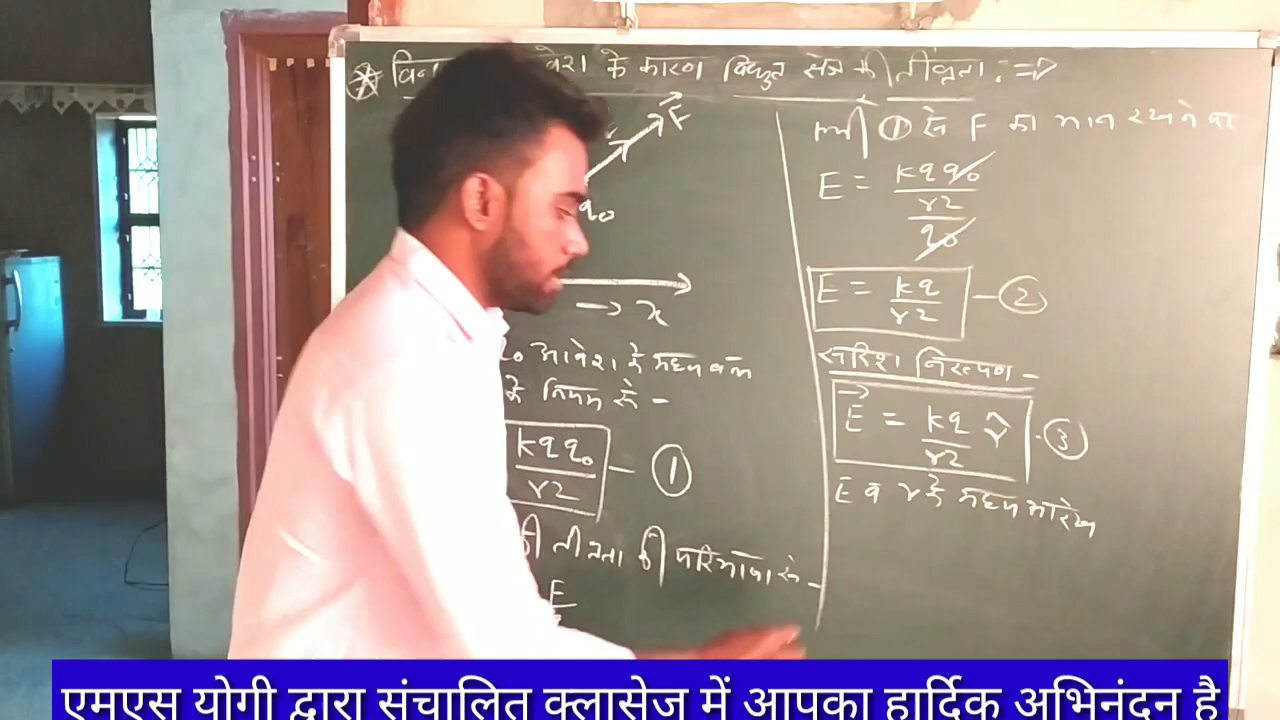 के कारण विद्युत क्षेत्र की तीव्रता :⇒
F
q₀
→ x
q₀ आवेश के मध्य बल
के नियम से -
kqq₀
r2
— ①
की तीव्रता की परिभाषा से -
F
① से F का मान रखने पर
E = kqq₀
r2
q₀
E = kq
r2
— ②
सदिश निरूपण -
E⃗ = kq r̂
r2
- ③
E व r के मध्य
एमएस योगी द्वारा संचालित क्लासेज में आपका हार्दिक अभिनंदन है